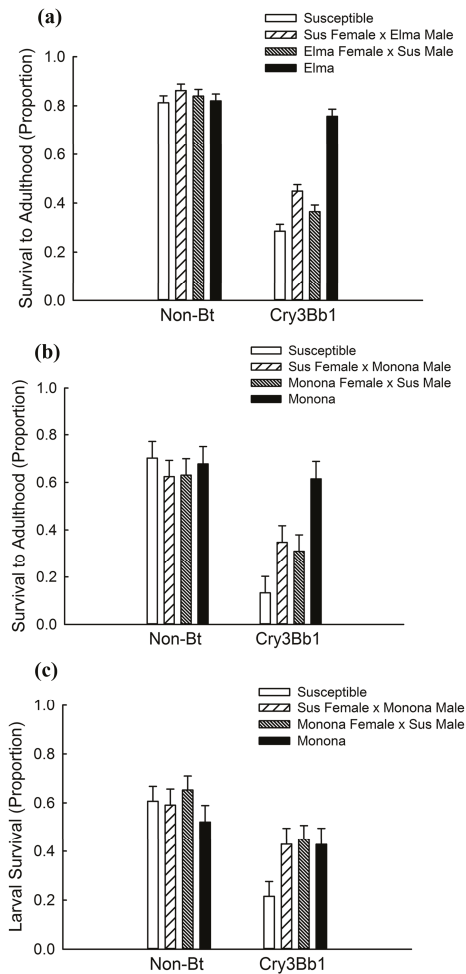 (a)
Susceptible
Sus Female x Elma Male
Elma Female x Sus Male
Elma
Survival to Adulthood (Proportion)
1.0
0.8
0.6
0.4
0.2
0.0
Non-Bt
Cry3Bb1
(b)
Susceptible
Sus Female x Monona Male
Monona Female x Sus Male
Monona
Survival to Adulthood (Proportion)
1.0
0.8
0.6
0.4
0.2
0.0
Non-Bt
Cry3Bb1
(c)
Susceptible
Sus Female x Monona Male
Monona Female x Sus Male
Monona
Larval Survival (Proportion)
1.0
0.8
0.6
0.4
0.2
0.0
Non-Bt
Cry3Bb1